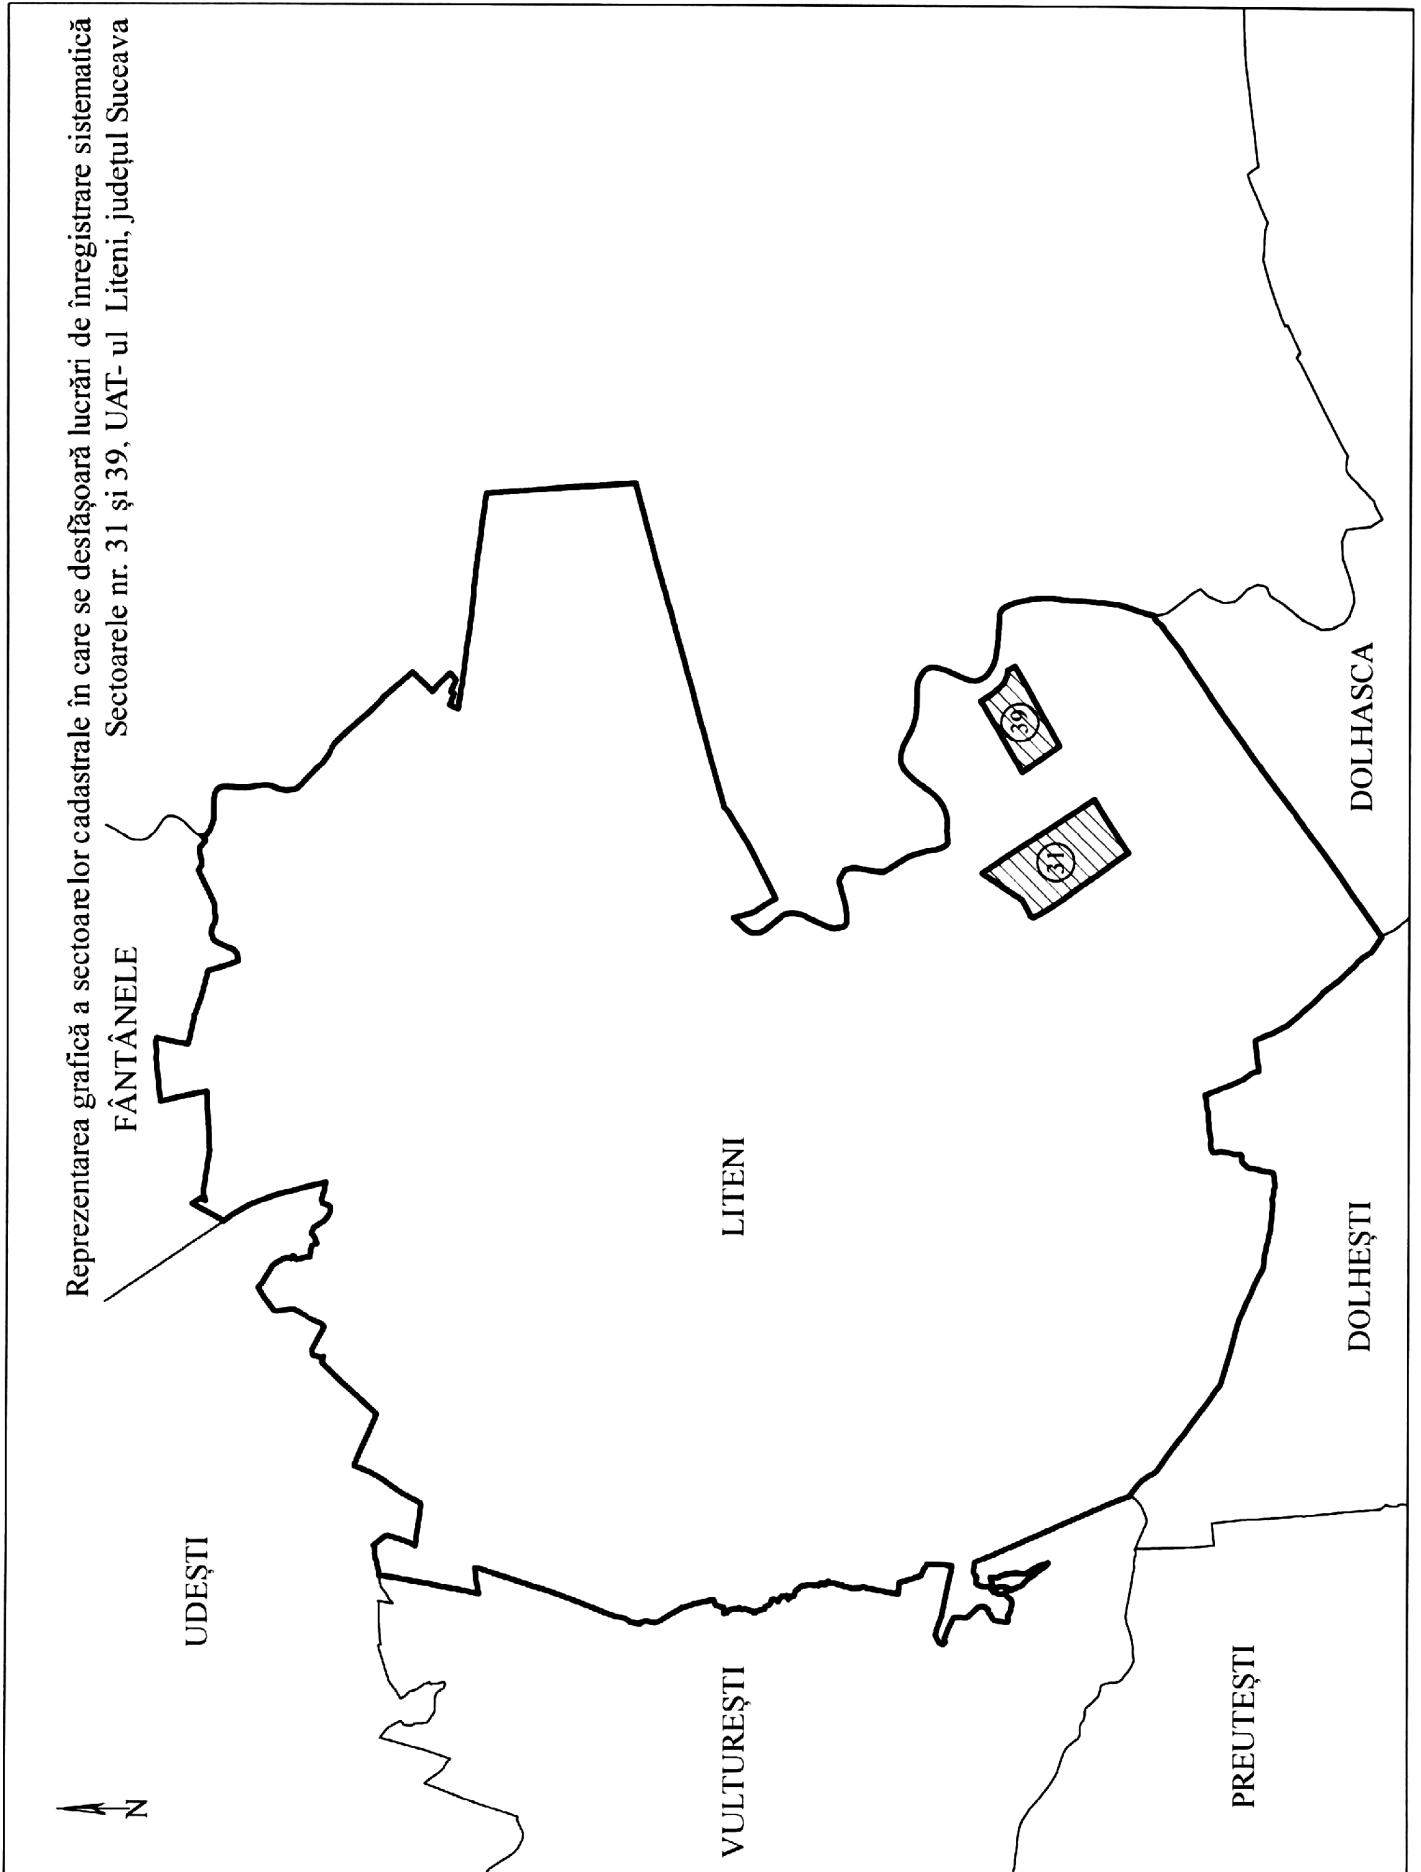 Reprezentarea grafică a sectoarelor cadastrale în care se desfășoară lucrări de înregistrare sistematică
Sectoarele nr. 31 și 39, UAT- ul Liteni, județul Suceava
N
FÂNTÂNELE
UDEȘTI
LITENI
VULTUREȘTI
39
31
PREUTEȘTI
DOLHEȘTI
DOLHASCA